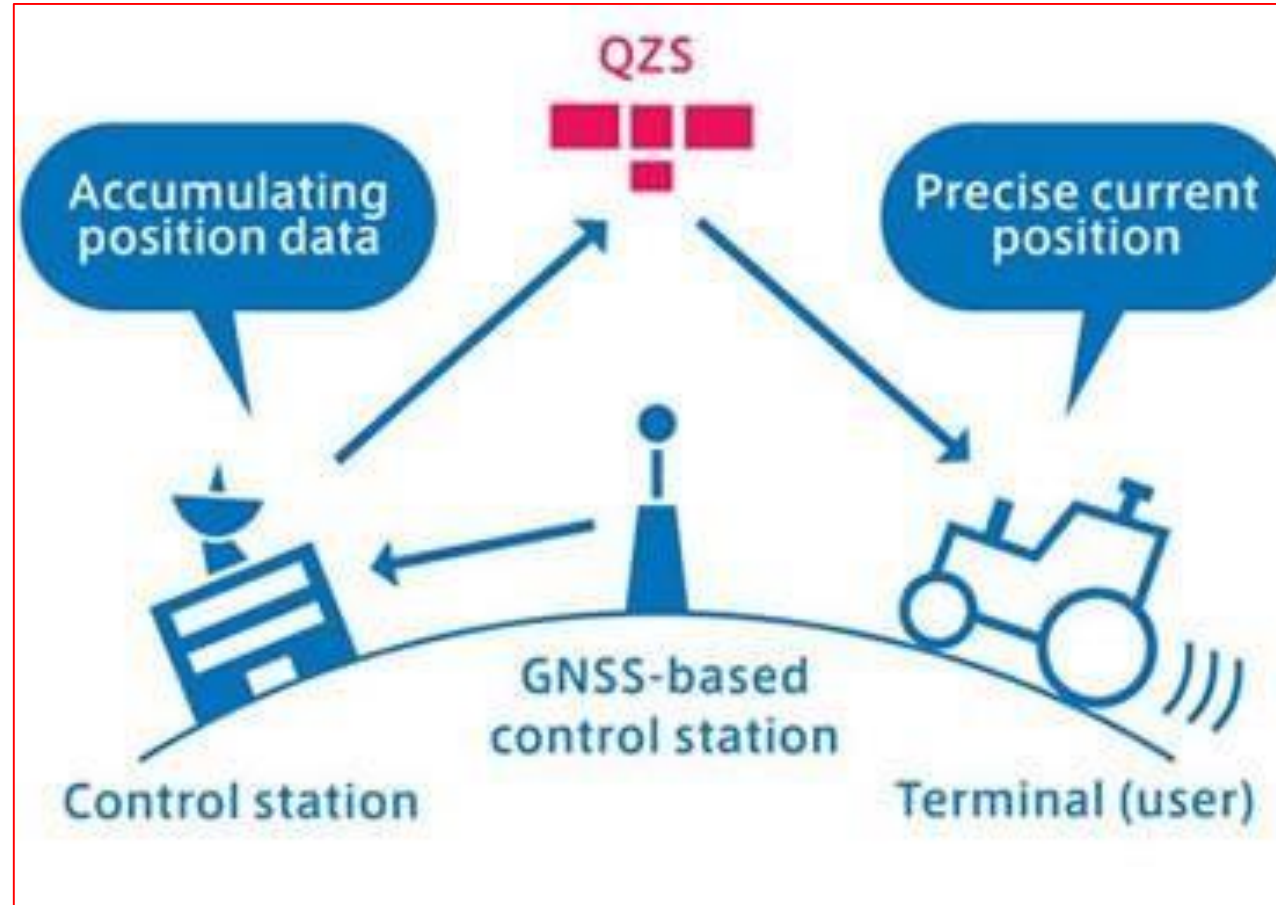 QZS
Accumulating
position data
Precise current
position
GNSS-based
control station
Control station
Terminal (user)